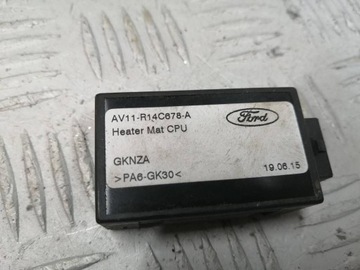 AV11-R14C678-A
Heater Mat CPU
Ford
GKNZA
19.06.15
>PA6-GK30<